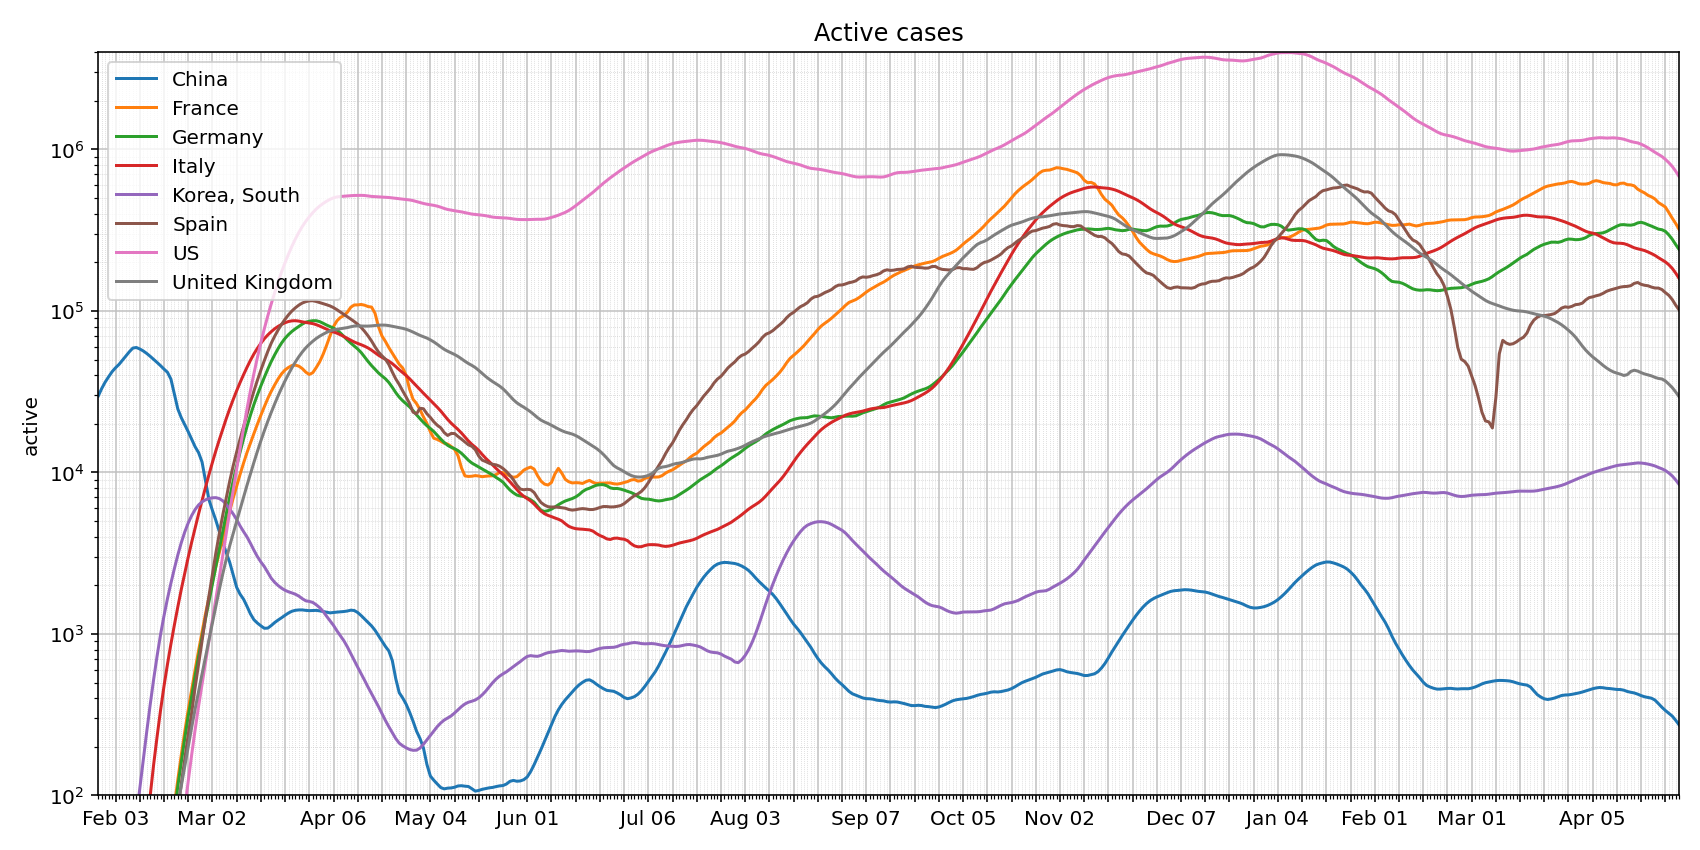 Active cases
active
China
France
Germany
Italy
Korea, South
Spain
US
United Kingdom
10^6
10^5
10^4
10^3
10^2
Feb 03 Mar 02 Apr 06 May 04 Jun 01 Jul 06 Aug 03 Sep 07 Oct 05 Nov 02 Dec 07 Jan 04 Feb 01 Mar 01 Apr 05